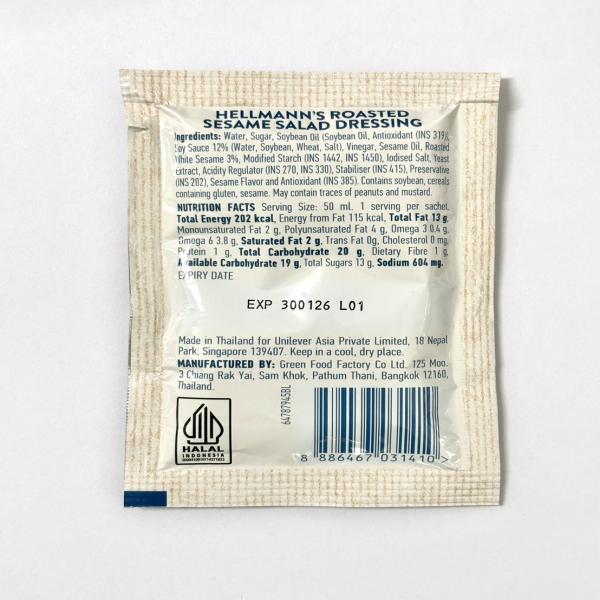 HELLMANN'S ROASTED
SESAME SALAD DRESSING
Ingredients: Water, Sugar, Soybean Oil (Soybean Oil, Antioxidant (INS 319)),
Soy Sauce 12% (Water, Soybean, Wheat, Salt), Vinegar, Sesame Oil, Roasted
White Sesame 3%, Modified Starch (INS 1442, INS 1450), Iodised Salt, Yeast
Extract, Acidity Regulator (INS 270, INS 330), Stabiliser (INS 415), Preservative
(INS 202), Sesame Flavor and Antioxidant (INS 385). Contains soybean, cereals
containing gluten, sesame. May contain traces of peanuts and mustard.
NUTRITION FACTS Serving Size: 50 ml. 1 serving per sachet.
Total Energy 202 kcal, Energy from Fat 115 kcal, Total Fat 13 g,
Monounsaturated Fat 2 g, Polyunsaturated Fat 4 g, Omega 3 0.4 g,
Omega 6 3.8 g, Saturated Fat 2 g, Trans Fat 0g, Cholesterol 0 mg,
Protein 1 g, Total Carbohydrate 20 g, Dietary Fibre 1 g,
Available Carbohydrate 19 g, Total Sugars 13 g, Sodium 604 mg.
EXPIRY DATE
EXP 300126 L01
Made in Thailand for Unilever Asia Private Limited, 18 Nepal
Park, Singapore 139407. Keep in a cool, dry place.
MANUFACTURED BY: Green Food Factory Co Ltd. 125 Moo.
3 Chiang Rak Yai, Sam Khok, Pathum Thani, Bangkok 12160,
Thailand.
HALAL
INDONESIA
64787945BL
8 886467 031410 >